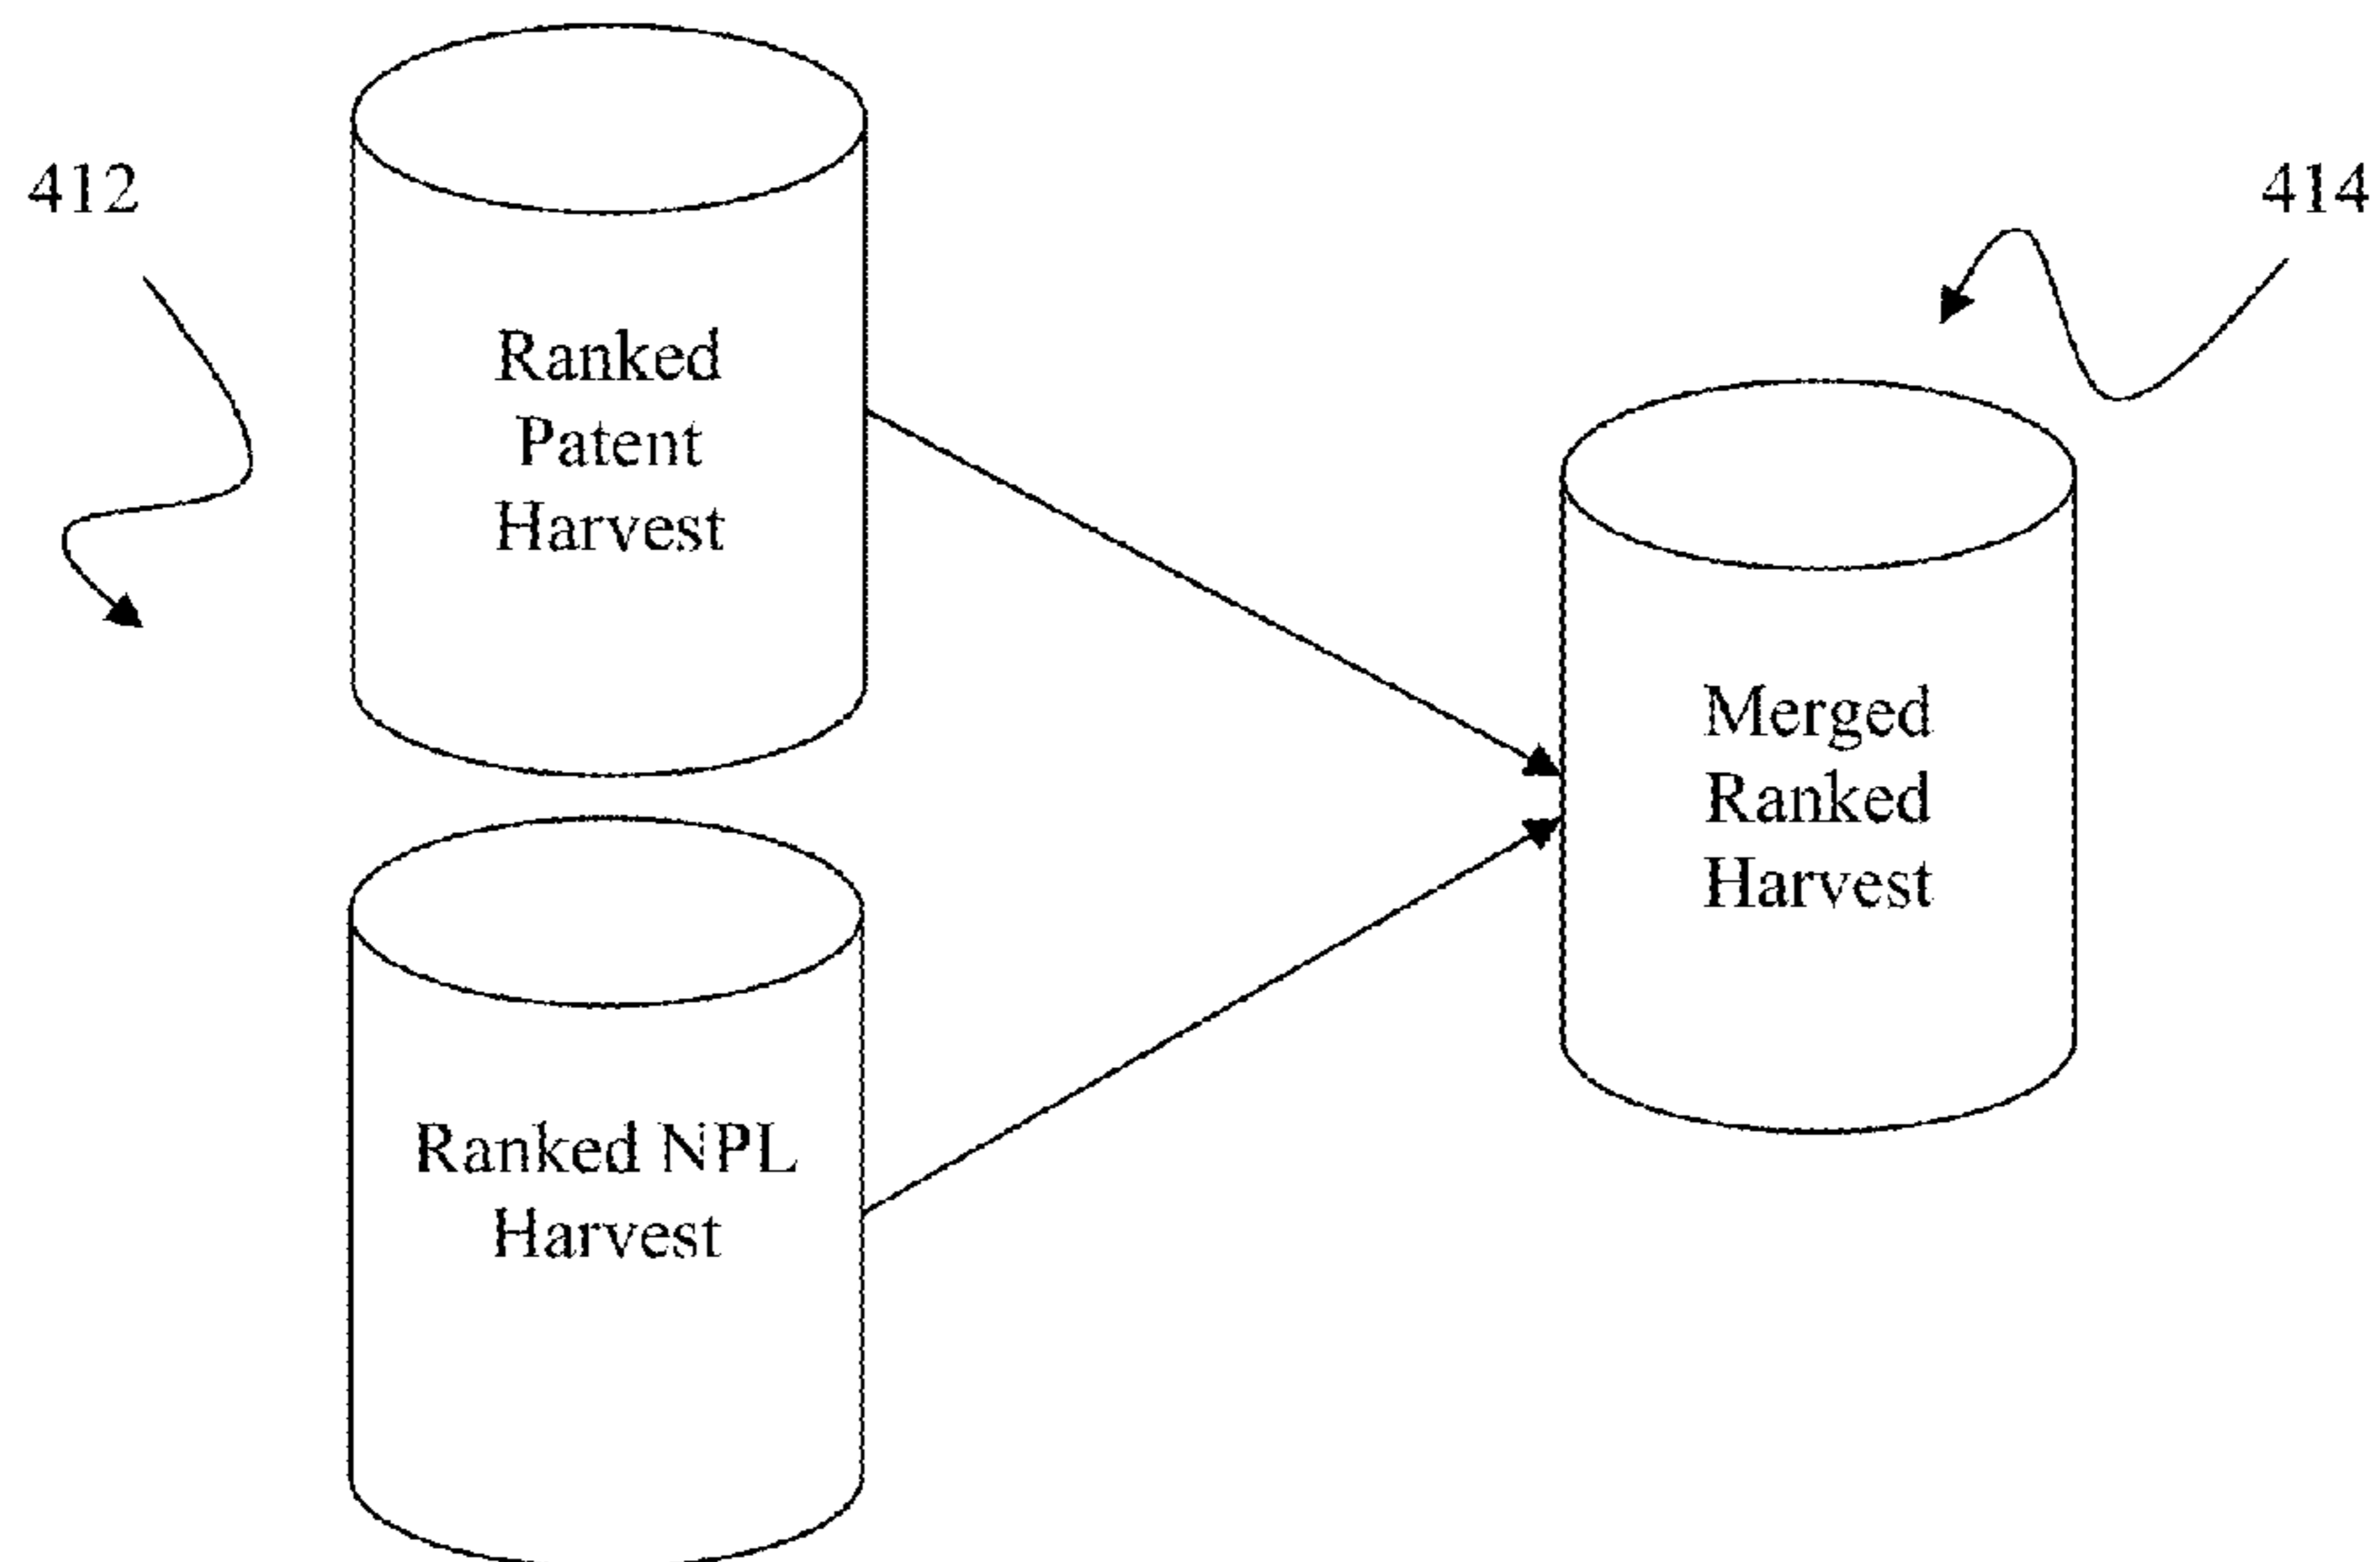 412
414
Ranked
Patent
Harvest
Merged
Ranked
Harvest
Ranked NPL
Harvest